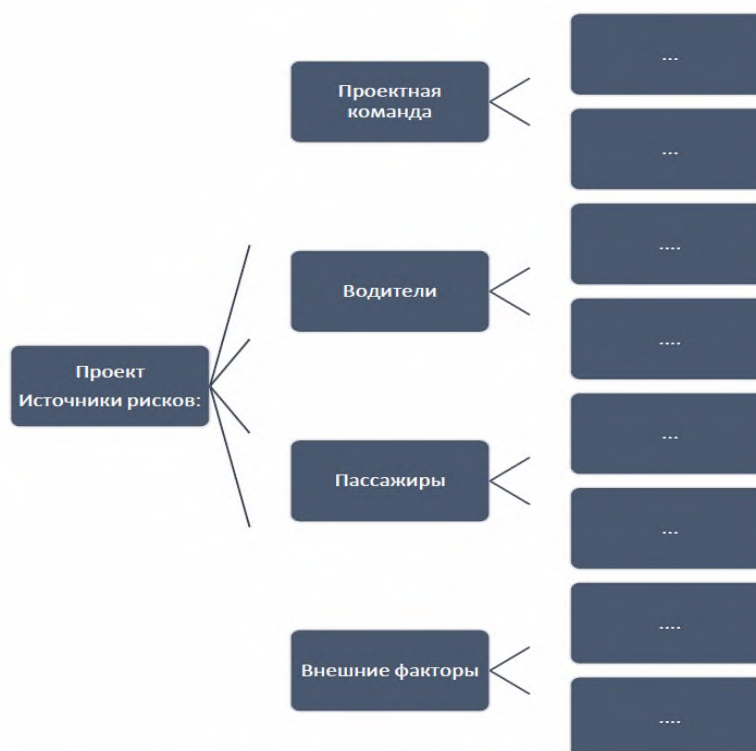 Проект
Источники рисков:
Проектная
команда
...
...
Водители
....
....
Пассажиры
...
...
Внешние факторы
....
....